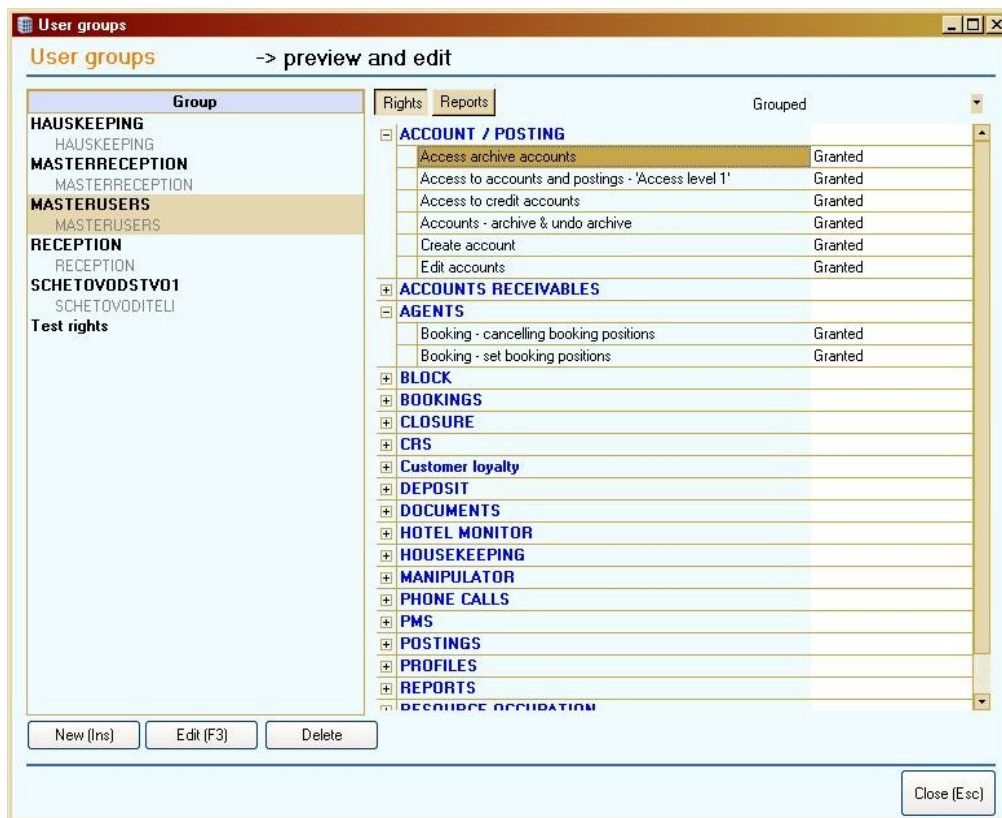 User groups
User groups -> preview and edit
Group
HAUSKEEPING
HAUSKEEPING
MASTERRECEPTION
MASTERRECEPTION
MASTERUSERS
MASTERUSERS
RECEPTION
RECEPTION
SCHETOVODSTVO1
SCHETOVODITELI
Test rights
Rights Reports Grouped
ACCOUNT / POSTING
Access archive accounts Granted
Access to accounts and postings - 'Access level 1' Granted
Access to credit accounts Granted
Accounts - archive & undo archive Granted
Create account Granted
Edit accounts Granted
ACCOUNTS RECEIVABLES
AGENTS
Booking - cancelling booking positions Granted
Booking - set booking positions Granted
BLOCK
BOOKINGS
CLOSURE
CRS
Customer loyalty
DEPOSIT
DOCUMENTS
HOTEL MONITOR
HOUSEKEEPING
MANIPULATOR
PHONE CALLS
PMS
POSTINGS
PROFILES
REPORTS
RESOURCE OCCUPATION
New (Ins) Edit (F3) Delete
Close (Esc)